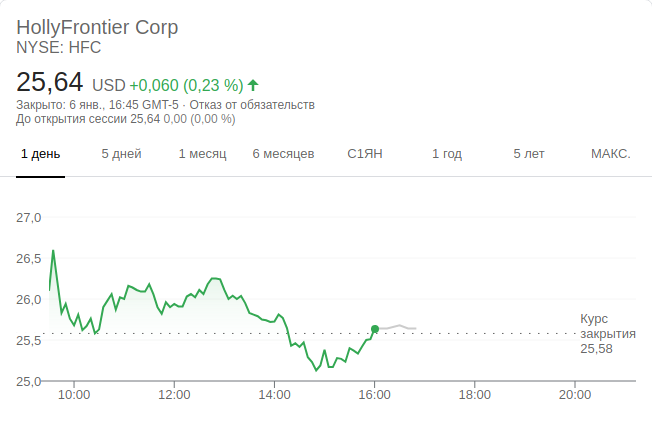 HollyFrontier Corp
NYSE: HFC
25,64 USD +0,060 (0,23 %)
Закрыто: 6 янв., 16:45 GMT-5 · Отказ от обязательств
До открытия сессии 25,64 0,00 (0,00 %)
1 день 5 дней 1 месяц 6 месяцев С1ЯН 1 год 5 лет МАКС.
27,0
26,5
26,0
25,5
25,0
Курс
закрытия
25,58
10:00 12:00 14:00 16:00 18:00 20:00